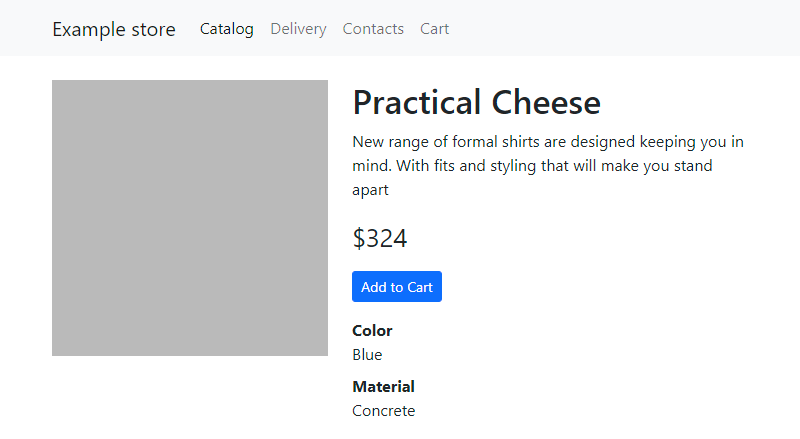 Example store Catalog Delivery Contacts Cart
Practical Cheese
New range of formal shirts are designed keeping you in
mind. With fits and styling that will make you stand
apart
$324
Add to Cart
Color
Blue
Material
Concrete